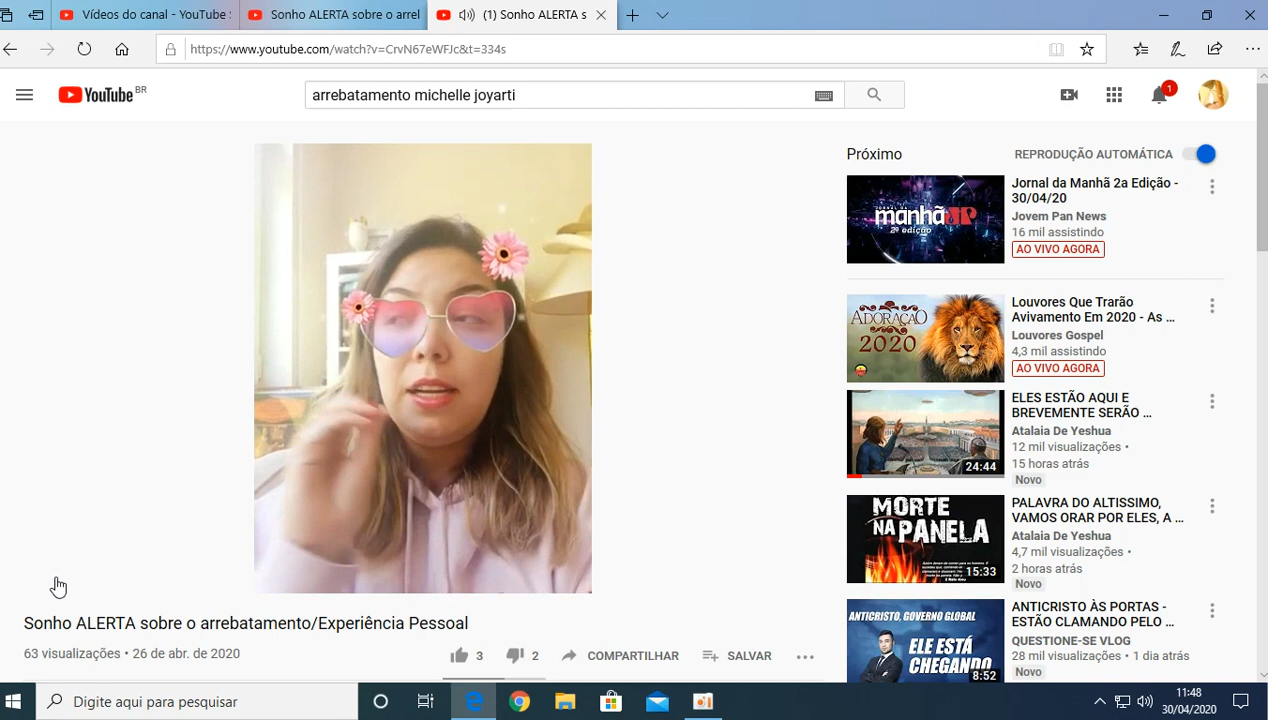 Vídeos do canal - YouTube
Sonho ALERTA sobre o arrel
(1) Sonho ALERTA s
https://www.youtube.com/watch?v=CrvN67eWFJc&t=334s
YouTube BR
arrebatamento michelle joyarti
1
Próximo
REPRODUÇÃO AUTOMÁTICA
manhã JP
2ª edição
Jornal da Manhã 2a Edição -
30/04/20
Jovem Pan News
16 mil assistindo
AO VIVO AGORA
ADORAÇÃO
2020
Louvores Que Trarão
Avivamento Em 2020 - As ...
Louvores Gospel
4,3 mil assistindo
AO VIVO AGORA
24:44
ELES ESTÃO AQUI E
BREVEMENTE SERÃO ...
Atalaia De Yeshua
12 mil visualizações •
15 horas atrás
Novo
MORTE
NA PANELA
15:33
PALAVRA DO ALTISSIMO,
VAMOS ORAR POR ELES, A ...
Atalaia De Yeshua
4,7 mil visualizações •
2 horas atrás
Novo
ANTICRISTO, GOVERNO GLOBAL
ELE ESTÁ
CHEGANDO
8:52
ANTICRISTO ÀS PORTAS -
ESTÃO CLAMANDO PELO ...
QUESTIONE-SE VLOG
28 mil visualizações • 1 dia atrás
Novo
Sonho ALERTA sobre o arrebatamento/Experiência Pessoal
63 visualizações • 26 de abr. de 2020
3
2
COMPARTILHAR
SALVAR
Digite aqui para pesquisar
11:48
30/04/2020